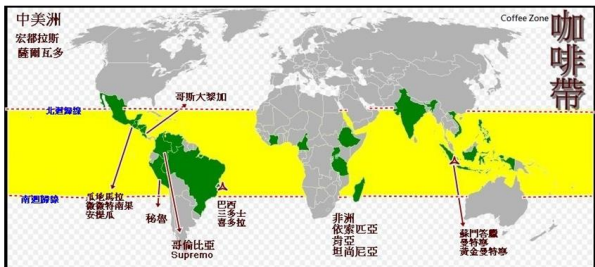 中美洲
宏都拉斯
薩爾瓦多
Coffee Zone
咖啡帶
哥斯大黎加
北迴歸線
南迴歸線
瓜地馬拉
微微特南果
安提瓜
秘魯
哥倫比亞
Supremo
巴西
三多士
喜多拉
非洲
依索匹亞
肯亞
坦尚尼亞
蘇門答臘
曼特寧
黃金曼特寧